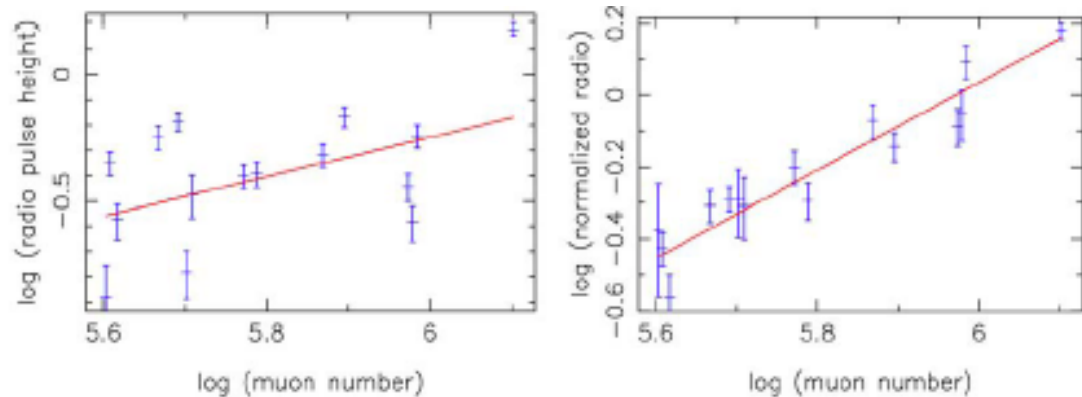 log (radio pulse height)
0
−0.5
5.6 5.8 6
log (muon number)
log (normalized radio)
0.2
0
−0.2
−0.4
−0.6
5.6 5.8 6
log (muon number)